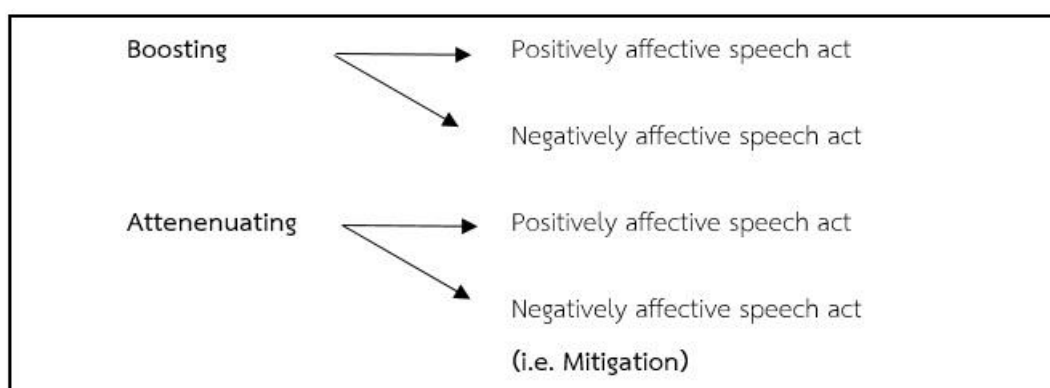 Boosting Positively affective speech act
Negatively affective speech act
Attenenuating Positively affective speech act
Negatively affective speech act
(i.e. Mitigation)